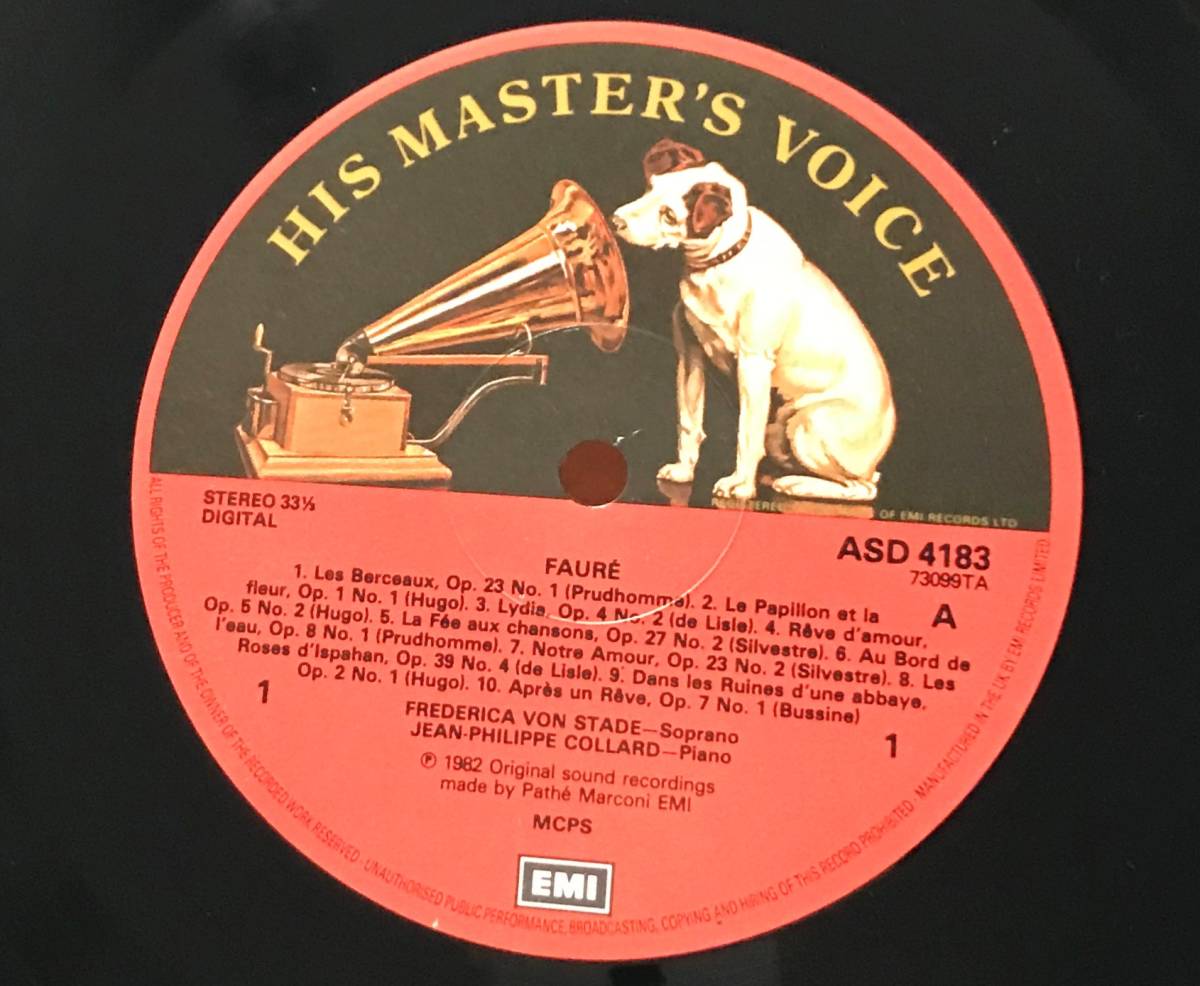 HIS MASTER'S VOICE
OF EMI RECORDS LTD
STEREO 33⅓
DIGITAL
ASD 4183
73099TA
A
FAURÉ
1. Les Berceaux, Op. 23 No. 1 (Prudhomme). 2. Le Papillon et la
fleur, Op. 1 No. 1 (Hugo). 3. Lydia, Op. 4 No. 2 (de Lisle). 4. Rêve d'amour,
Op. 5 No. 2 (Hugo). 5. La Fée aux chansons, Op. 27 No. 2 (Silvestre). 6. Au Bord de
l'eau, Op. 8 No. 1 (Prudhomme). 7. Notre Amour, Op. 23 No. 2 (Silvestre). 8. Les
Roses d'Ispahan, Op. 39 No. 4 (de Lisle). 9. Dans les Ruines d'une abbaye,
Op. 2 No. 1 (Hugo). 10. Après un Rêve, Op. 7 No. 1 (Bussine)
1
1
FREDERICA VON STADE—Soprano
JEAN-PHILIPPE COLLARD—Piano
℗ 1982 Original sound recordings
made by Pathé Marconi EMI
MCPS
EMI
ALL RIGHTS OF THE PRODUCER AND OF THE OWNER OF THE RECORDED WORK RESERVED · UNAUTHORISED PUBLIC PERFORMANCE, BROADCASTING, COPYING AND HIRING OF THIS RECORD PROHIBITED · MANUFACTURED IN THE UK BY EMI RECORDS LIMITED